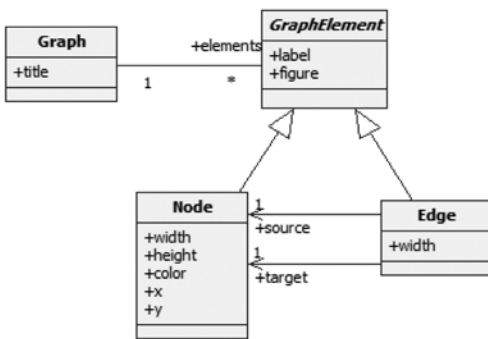 Graph
+title
+elements
1
*
GraphElement
+label
+figure
Node
+width
+height
+color
+x
+y
1
+source
1
+target
Edge
+width